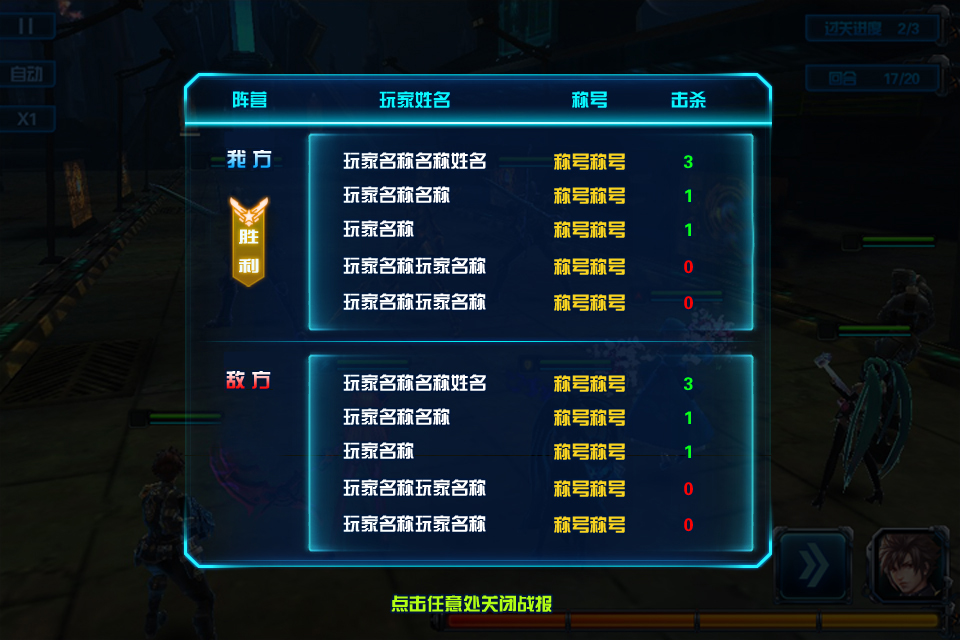 过关进度 2/3
自动
回合 17/20
X1
阵营 玩家姓名 称号 击杀
我方
玩家名称名称姓名 称号称号 3
玩家名称名称 称号称号 1
胜利
玩家名称 称号称号 1
玩家名称玩家名称 称号称号 0
玩家名称玩家名称 称号称号 0
敌方
玩家名称名称姓名 称号称号 3
玩家名称名称 称号称号 1
玩家名称 称号称号 1
玩家名称玩家名称 称号称号 0
玩家名称玩家名称 称号称号 0
点击任意处关闭战报